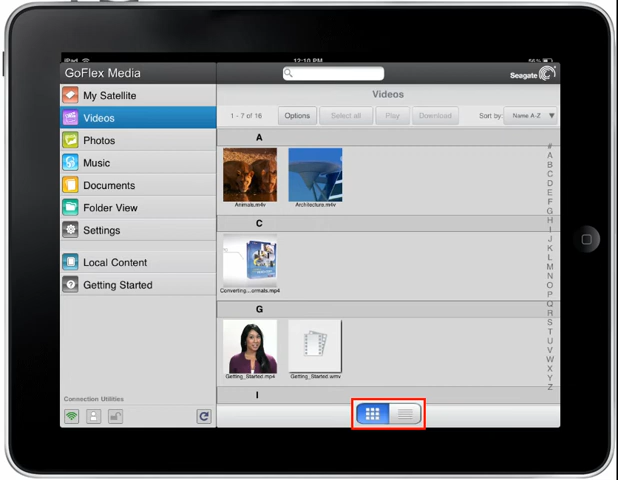 iPad
12:10 PM
GoFlex Media
Seagate
My Satellite
Videos
Photos
Music
Documents
Folder View
Settings
Local Content
Getting Started
Connection Utilities
Videos
1 - 7 of 16
Options
Select all
Play
Download
Sort by:
Name A-Z
A
Animals.m4v
Architecture.m4v
C
Converting...ormats.mp4
G
Getting_Started.mp4
Getting_Started.wmv
I
#
A
B
C
D
E
F
G
H
I
J
K
L
M
N
O
P
Q
R
S
T
U
V
W
X
Y
Z